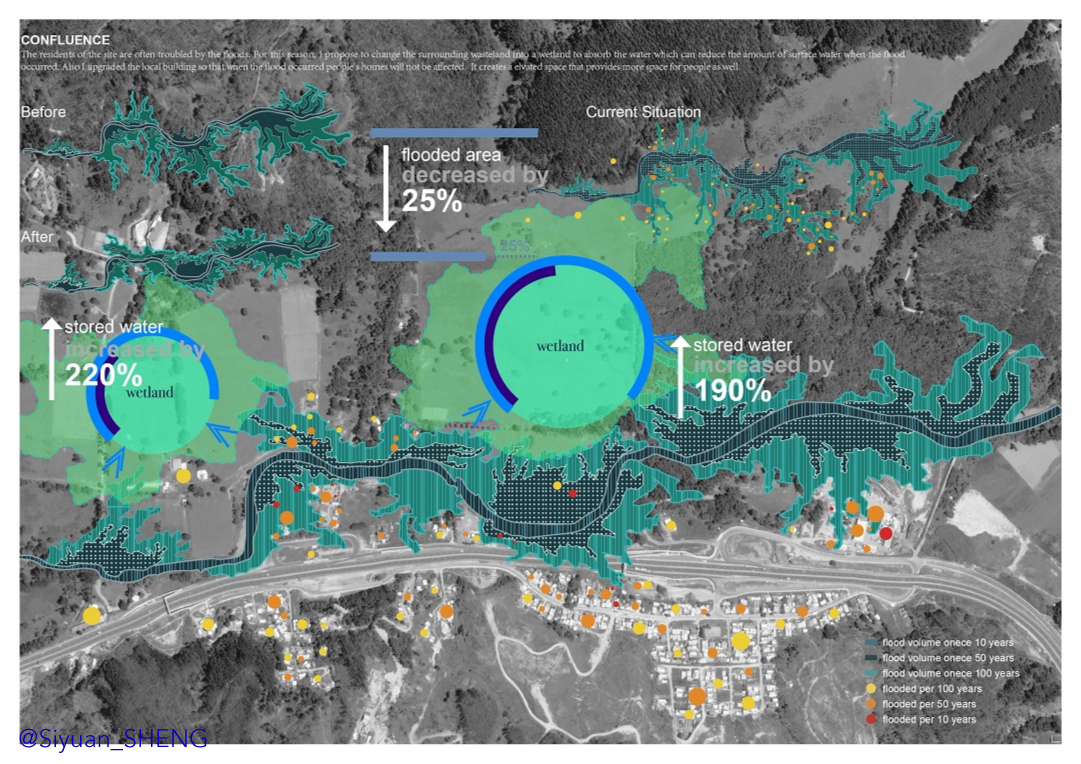 CONFLUENCE
The residents of the site are often troubled by the floods. For this reason, I propose to change the surrounding wasteland into a wetland to absorb the water which can reduce the amount of surface water when the flood
occurred. Also I upgraded the local building so that when the flood occurred people's homes will not be affected. It creates a elvated space that provides more space for people as well.
Before
Current Situation
flooded area
decreased by
25%
After
25%
stored water
increased by
220%
wetland
wetland
stored water
increased by
190%
flood volume onece 10 years
flood volume onece 50 years
flood volume onece 100 years
flooded per 100 years
flooded per 50 years
flooded per 10 years
@Siyuan_SHENG